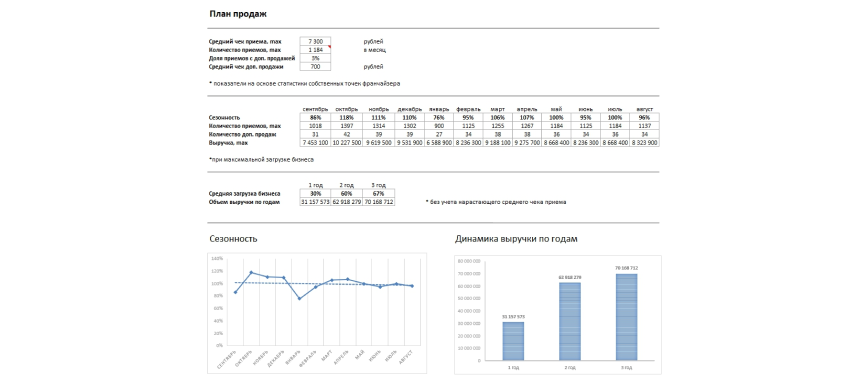 План продаж
Средний чек приема, max 7 300 рублей
Количество приемов, max 1 184 в месяц
Доля приемов с доп. продажей 3%
Средний чек доп. продажи 700 рублей
* показатели на основе статистики собственных точек франчайзера
сентябрь октябрь ноябрь декабрь январь февраль март апрель май июнь июль август
Сезонность 86% 118% 111% 110% 76% 95% 106% 107% 100% 95% 100% 96%
Количество приемов, max 1018 1397 1314 1302 900 1125 1255 1267 1184 1125 1184 1137
Количество доп. продаж 31 42 39 39 27 34 38 38 36 34 36 34
Выручка, max 7 453 100 10 227 500 9 619 500 9 531 900 6 588 900 8 236 300 9 188 100 9 275 700 8 668 400 8 236 300 8 668 400 8 323 900
*при максимальной загрузке бизнеса
1 год 2 год 3 год
Средняя загрузка бизнеса 30% 60% 67%
Объем выручки по годам 31 157 573 62 918 279 70 168 712 * без учета нарастающего среднего чека приема
Сезонность
140%
120%
100%
80%
60%
40%
20%
0%
СЕНТЯБРЬ ОКТЯБРЬ НОЯБРЬ ДЕКАБРЬ ЯНВАРЬ ФЕВРАЛЬ МАРТ АПРЕЛЬ МАЙ ИЮНЬ ИЮЛЬ АВГУСТ
Динамика выручки по годам
80 000 000
70 000 000
60 000 000
50 000 000
40 000 000
30 000 000
20 000 000
10 000 000
0
31 157 573
62 918 279
70 168 712
1 год 2 год 3 год